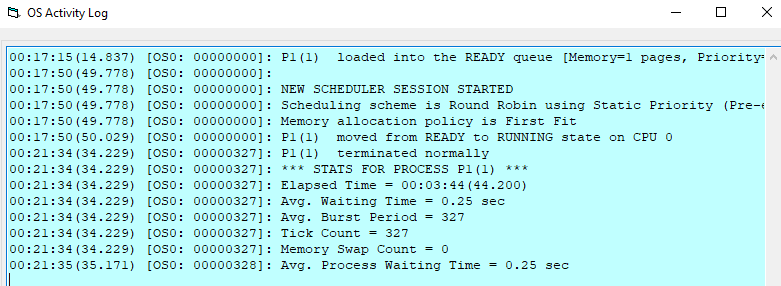 OS Activity Log
00:17:15(14.837) [OS0: 00000000]: P1(1)  loaded into the READY queue [Memory=1 pages, Priority=
00:17:50(49.778) [OS0: 00000000]:
00:17:50(49.778) [OS0: 00000000]: NEW SCHEDULER SESSION STARTED
00:17:50(49.778) [OS0: 00000000]: Scheduling scheme is Round Robin using Static Priority (Pre-e
00:17:50(49.778) [OS0: 00000000]: Memory allocation policy is First Fit
00:17:50(50.029) [OS0: 00000000]: P1(1)  moved from READY to RUNNING state on CPU 0
00:21:34(34.229) [OS0: 00000327]: P1(1)  terminated normally
00:21:34(34.229) [OS0: 00000327]: *** STATS FOR PROCESS P1(1) ***
00:21:34(34.229) [OS0: 00000327]: Elapsed Time = 00:03:44(44.200)
00:21:34(34.229) [OS0: 00000327]: Avg. Waiting Time = 0.25 sec
00:21:34(34.229) [OS0: 00000327]: Avg. Burst Period = 327
00:21:34(34.229) [OS0: 00000327]: Tick Count = 327
00:21:34(34.229) [OS0: 00000327]: Memory Swap Count = 0
00:21:35(35.171) [OS0: 00000328]: Avg. Process Waiting Time = 0.25 sec